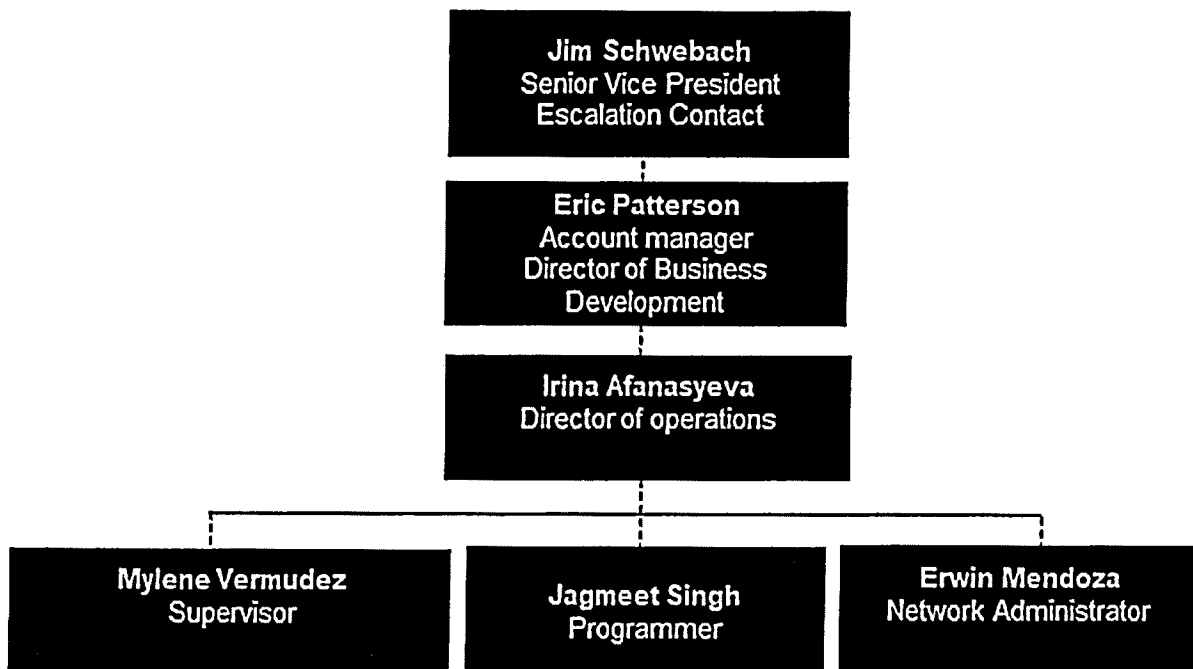 Jim Schwebach
Senior Vice President
Escalation Contact
Eric Patterson
Account manager
Director of Business
Development
Irina Afanasyeva
Director of operations
Mylene Vermudez
Supervisor
Jagmeet Singh
Programmer
Erwin Mendoza
Network Administrator